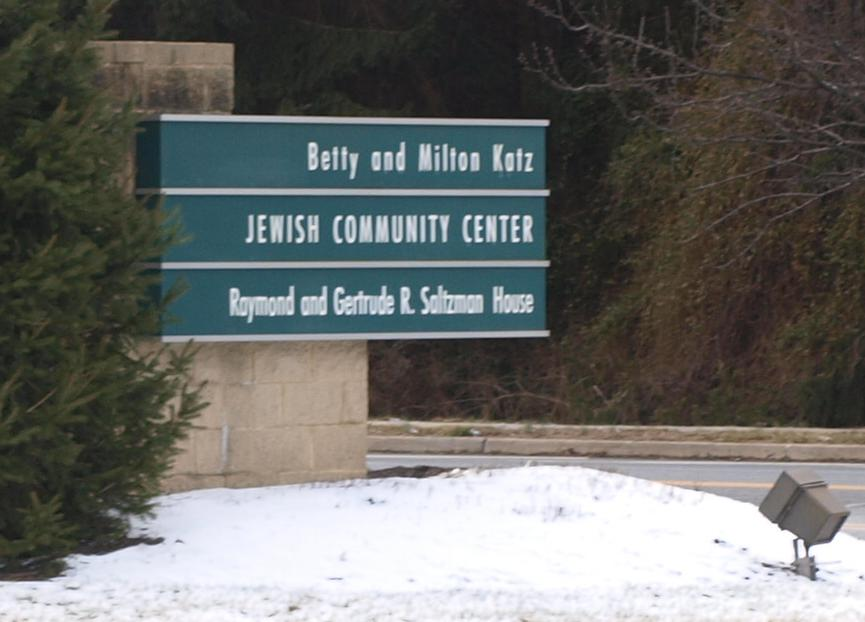 Betty and Milton Katz
JEWISH COMMUNITY CENTER
Raymond and Gertrude R. Saltzman House